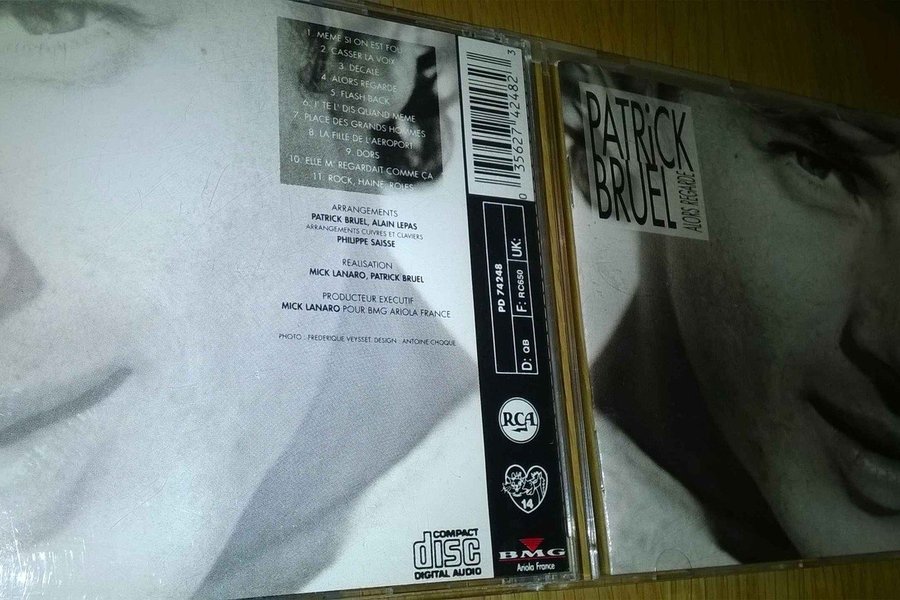 1. MEME SI ON EST FOU
2. CASSER LA VOIX
3. DECALE
4. ALORS REGARDE
5. FLASH BACK
6. J' TE L' DIS QUAND MEME
7. PLACE DES GRANDS HOMMES
8. LA FILLE DE L'AEROPORT
9. DORS
10. ELLE M' REGARDAIT COMME ÇA
11. ROCK, HAINE, ROLES
ARRANGEMENTS
PATRICK BRUEL, ALAIN LEPAS
ARRANGEMENTS CUIVRES ET CLAVIERS
PHILIPPE SAISSE
REALISATION
MICK LANARO, PATRICK BRUEL
PRODUCTEUR EXECUTIF
MICK LANARO POUR BMG ARIOLA FRANCE
PHOTO : FREDERIQUE VEYSSET. DESIGN : ANTOINE CHOQUE
COMPACT
disc
DIGITAL AUDIO
0 35627 42482 3
PD 74248
D: QB
F: RC650
UK:
RCA
14
BMG
Ariola France
PATRiCK
BRUEL
ALORS REGARDE